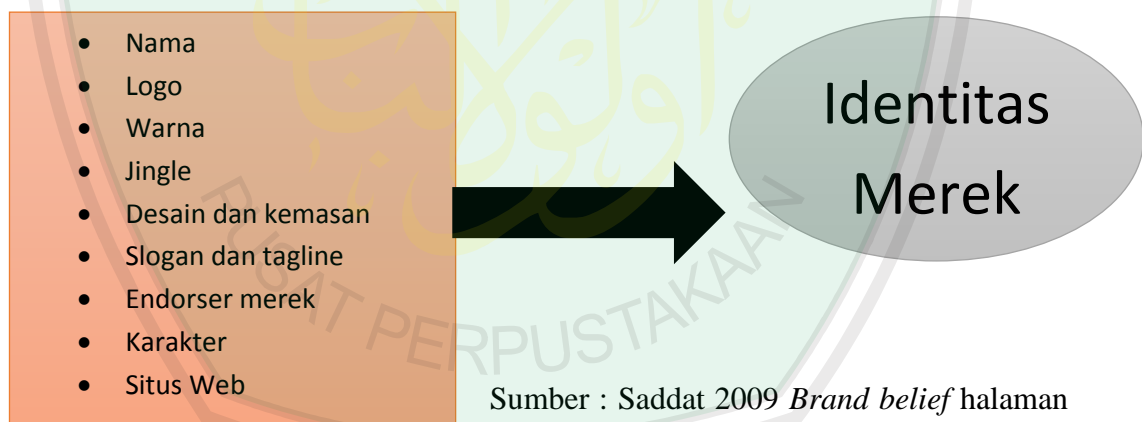 • Nama
• Logo
• Warna
• Jingle
• Desain dan kemasan
• Slogan dan tagline
• Endorser merek
• Karakter
• Situs Web
Identitas
Merek
PUSAT PERPUSTAKAAN
Sumber : Saddat 2009 Brand belief halaman